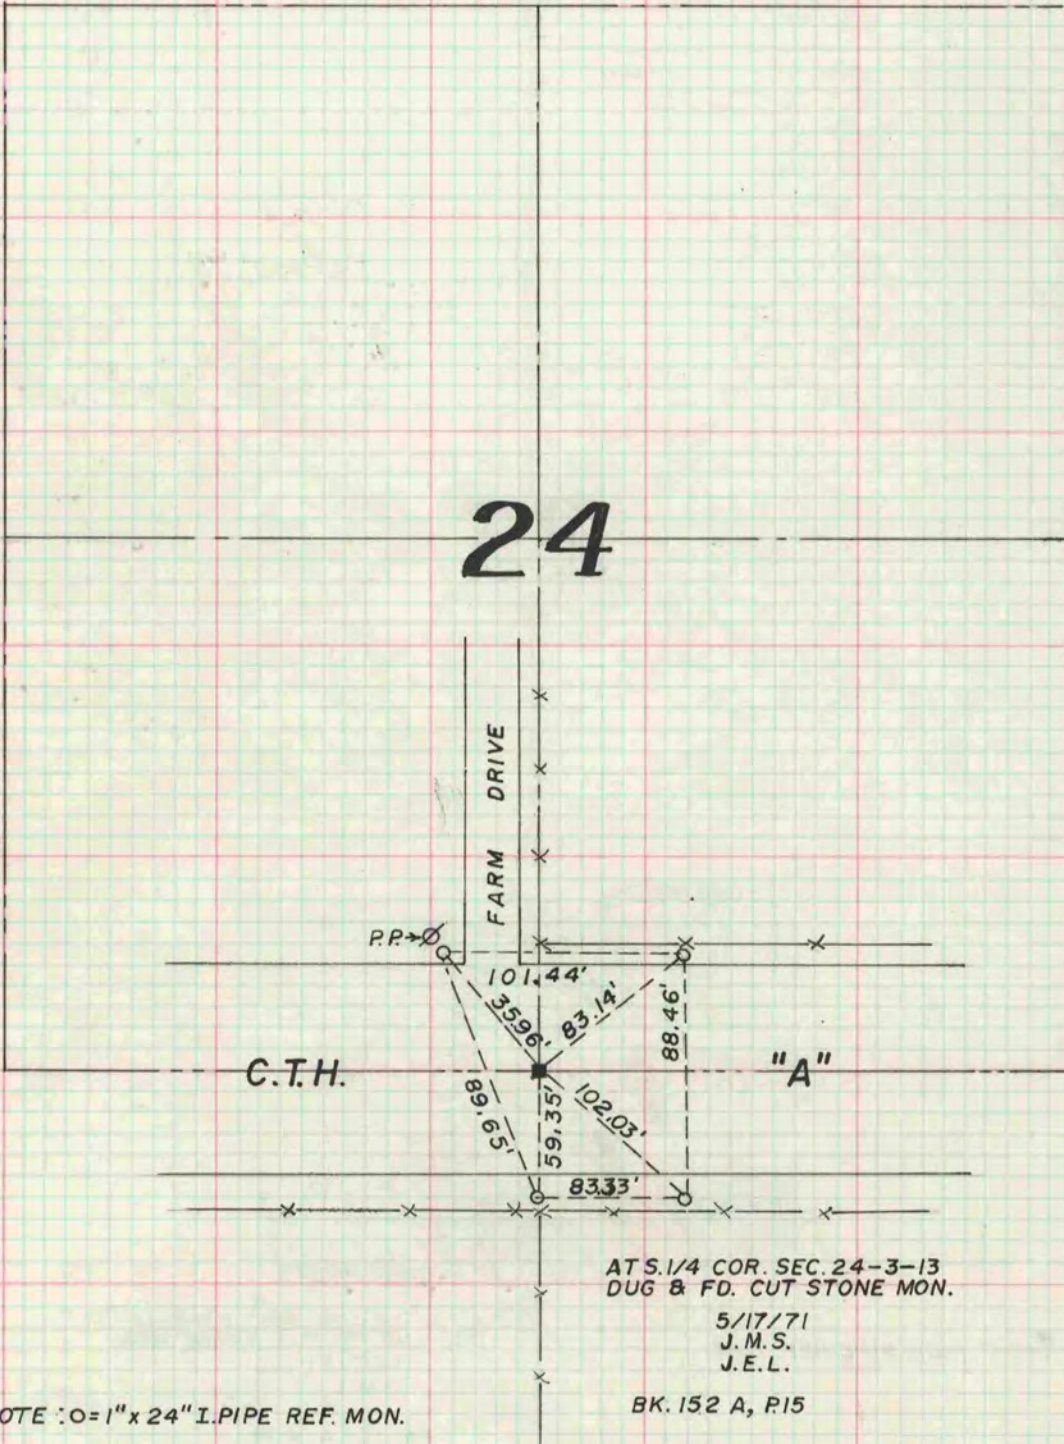 24
FARM DRIVE
P.P.
101.44'
35.96'
83.14'
88.46'
C.T.H.
"A"
89.65'
59.35'
102.03'
83.33'
AT S.1/4 COR. SEC. 24-3-13
DUG & FD. CUT STONE MON.
5/17/71
J.M.S.
J.E.L.
BK. 152 A, P.15
OTE : O = 1" x 24" I.PIPE REF. MON.